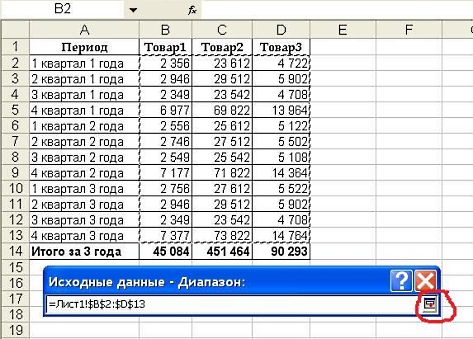 B2 fx
A B C D E F
1 Период Товар1 Товар2 Товар3
2 1 квартал 1 года 2 356 23 612 4 722
3 2 квартал 1 года 2 946 29 512 5 902
4 3 квартал 1 года 2 349 23 542 4 708
5 4 квартал 1 года 6 977 69 822 13 964
6 1 квартал 2 года 2 556 25 612 5 122
7 2 квартал 2 года 2 746 27 512 5 502
8 3 квартал 2 года 2 549 25 542 5 108
9 4 квартал 2 года 7 177 71 822 14 364
10 1 квартал 3 года 2 756 27 612 5 522
11 2 квартал 3 года 2 946 29 512 5 902
12 3 квартал 3 года 2 349 23 542 4 708
13 4 квартал 3 года 7 377 73 822 14 764
14 Итого за 3 года 45 084 451 464 90 293
15
16 Исходные данные - Диапазон:
17 =Лист1!$B$2:$D$13
18
19